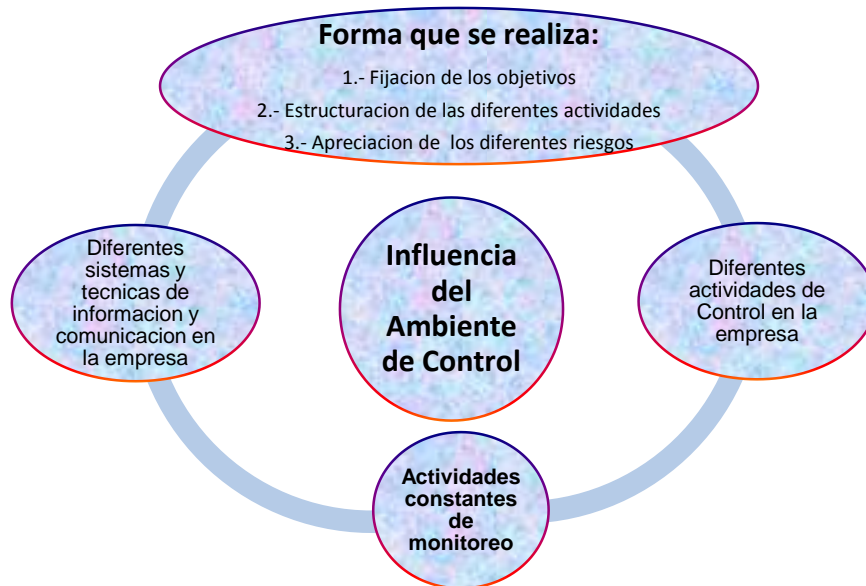 Forma que se realiza:
1.- Fijacion de los objetivos
2.- Estructuracion de las diferentes actividades
3.- Apreciacion de los diferentes riesgos
Diferentes
sistemas y
tecnicas de
informacion y
comunicacion en
la empresa
Influencia
del
Ambiente
de Control
Diferentes
actividades de
Control en la
empresa
Actividades
constantes
de
monitoreo